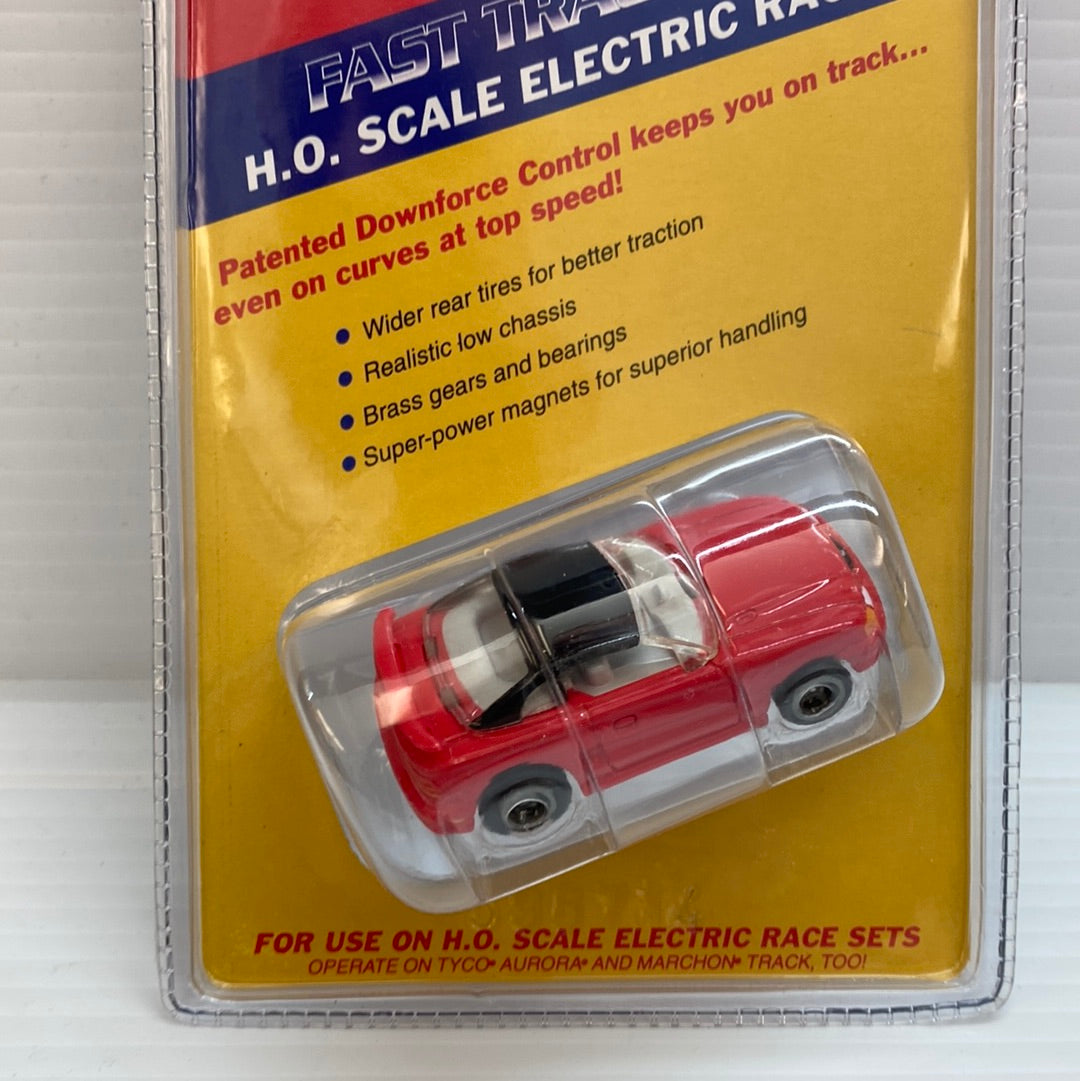 FAST
H.O. SCALE ELECTRIC
Patented Downforce Control keeps you on track...
even on curves at top speed!
• Wider rear tires for better traction
• Realistic low chassis
• Brass gears and bearings
• Super-power magnets for superior handling
FOR USE ON H.O. SCALE ELECTRIC RACE SETS
OPERATE ON TYCO® AURORA® AND MARCHON® TRACK, TOO!